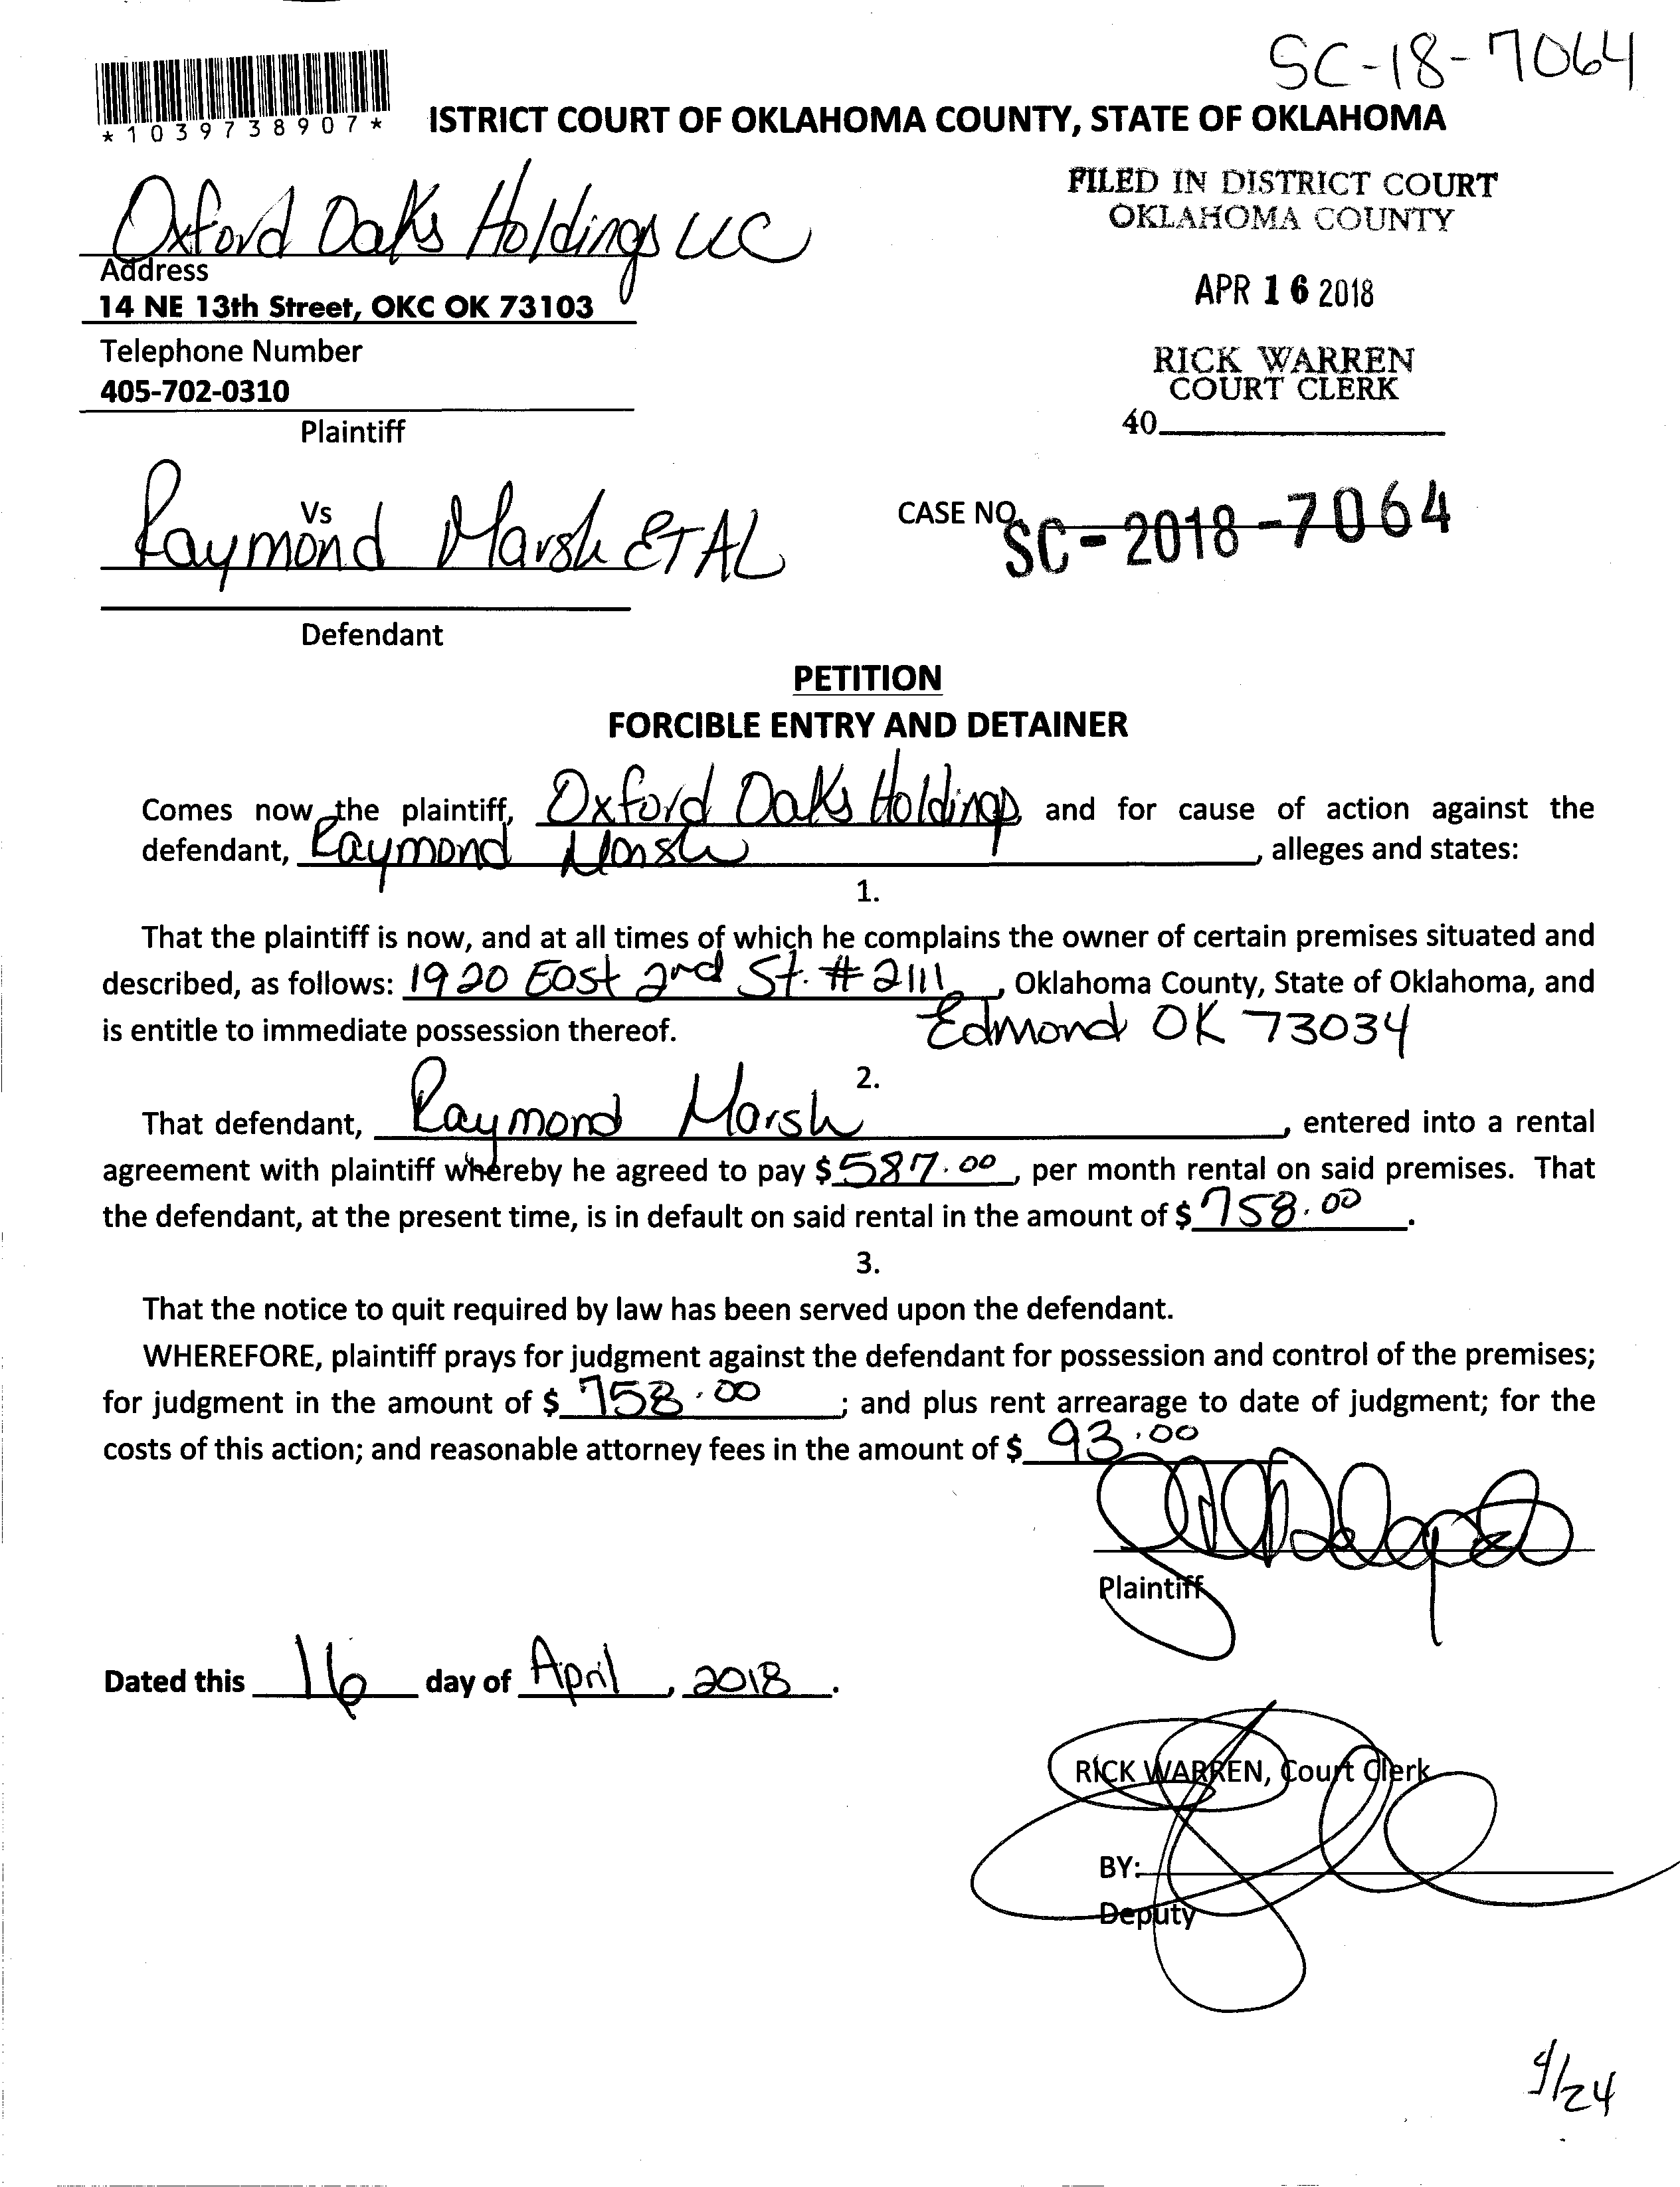 SC-18-7064
*1039738907*
ISTRICT COURT OF OKLAHOMA COUNTY, STATE OF OKLAHOMA
Oxford Oaks Holdings LLC
Address
14 NE 13th Street, OKC OK 73103
Telephone Number
405-702-0310
Plaintiff
FILED IN DISTRICT COURT
OKLAHOMA COUNTY
APR 16 2018
RICK WARREN
COURT CLERK
40
Vs
Raymond Marsh ET AL
Defendant
CASE NO. SC-2018-7064
PETITION
FORCIBLE ENTRY AND DETAINER
Comes now the plaintiff, Oxford Oaks Holdings, and for cause of action against the
defendant, Raymond Marsh, alleges and states:
1.
That the plaintiff is now, and at all times of which he complains the owner of certain premises situated and
described, as follows: 1920 East 2nd St. # 2111, Oklahoma County, State of Oklahoma, and
is entitle to immediate possession thereof. Edmond OK 73034
2.
That defendant, Raymond Marsh, entered into a rental
agreement with plaintiff whereby he agreed to pay $ 587.00, per month rental on said premises. That
the defendant, at the present time, is in default on said rental in the amount of $ 758.00.
3.
That the notice to quit required by law has been served upon the defendant.
WHEREFORE, plaintiff prays for judgment against the defendant for possession and control of the premises;
for judgment in the amount of $ 758.00; and plus rent arrearage to date of judgment; for the
costs of this action; and reasonable attorney fees in the amount of $ 93.00
Plaintiff
Dated this 16 day of April, 2018.
RICK WARREN, Court Clerk
BY:
Deputy
4/24